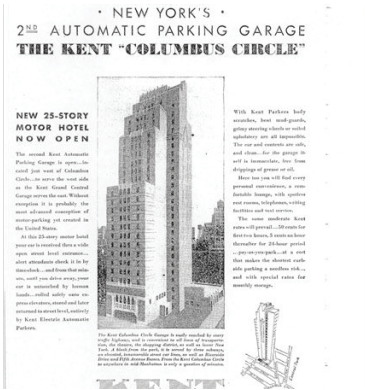 · NEW YORK'S ·
2ND AUTOMATIC PARKING GARAGE
THE KENT "COLUMBUS CIRCLE"
NEW 25-STORY
MOTOR HOTEL
NOW OPEN
The second Kent Automatic
Parking Garage is open—lo-
cated just west of Columbus
Circle—to serve the west side
as the Kent Grand Central
Garage serves the east. Without
exception it is probably the
most advanced conception of
motor-parking yet created in
the United States.
At this 25-story motor hotel
your car is received thru a wide
open street level entrance...
alert attendants check it in by
time clock... and from that min-
ute, until you drive away, your
car is untouched by human
hands—rolled safely onto ex-
press elevators, stored and later
returned to street level, entirely
by Kent Electric Automatic
Parkers.
The Kent Columbus Circle Garage is easily reached by many
traffic highways, and is convenient to all lines of transporta-
tion, the theatre, the shopping district, as well as lower New
York. A block from the park, it is served by three subways,
an elevated, innumerable street car lines, as well as Riverside
Drive and Fifth Avenue Busses. From the Kent Columbus Circle
to anywhere in mid-Manhattan is only a question of minutes.
With Kent Parkers body
scratches, bent mud-guards,
grimy steering wheels or soiled
upholstery are all impossible.
The car and contents are safe,
and clean—for the garage it-
self is immaculate, free from
drippings of grease or oil.
Here too you will find every
personal convenience, a com-
fortable lounge, with spotless
rest rooms, telephones, writing
facilities and taxi service.
The same moderate Kent
rates will prevail...50 cents for
first two hours, 5 cents an hour
thereafter for 24-hour period
...pay-as-you-park...at a cost
that makes the shortest curb-
side parking a needless risk...
and with special rates for
monthly storage.
KENT